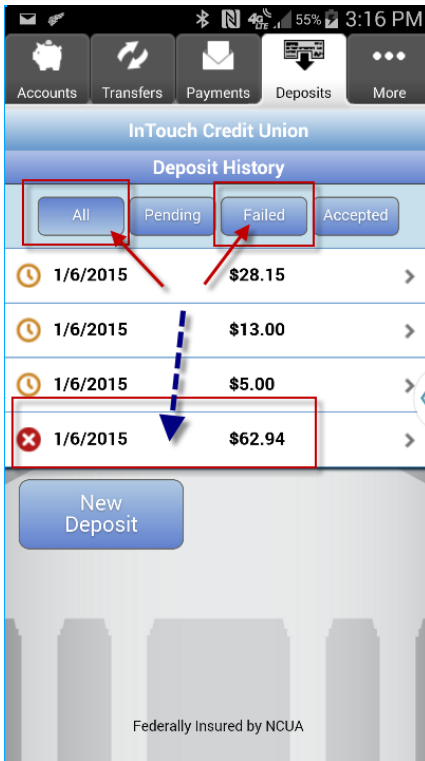 4G LTE 55% 3:16 PM
Accounts Transfers Payments Deposits More
InTouch Credit Union
Deposit History
All Pending Failed Accepted
1/6/2015 $28.15
1/6/2015 $13.00
1/6/2015 $5.00
1/6/2015 $62.94
New
Deposit
Federally Insured by NCUA